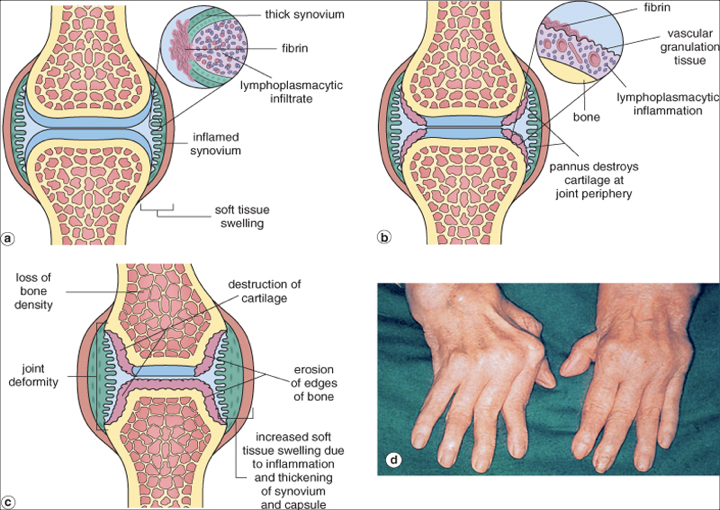 thick synovium
fibrin
lymphoplasmacytic
infiltrate
inflamed
synovium
soft tissue
swelling
a
fibrin
vascular
granulation
tissue
lymphoplasmacytic
inflammation
bone
pannus destroys
cartilage at
joint periphery
b
loss of
bone
density
destruction of
cartilage
joint
deformity
erosion
of edges
of bone
increased soft
tissue swelling due
to inflammation
and thickening
of synovium
and capsule
c
d